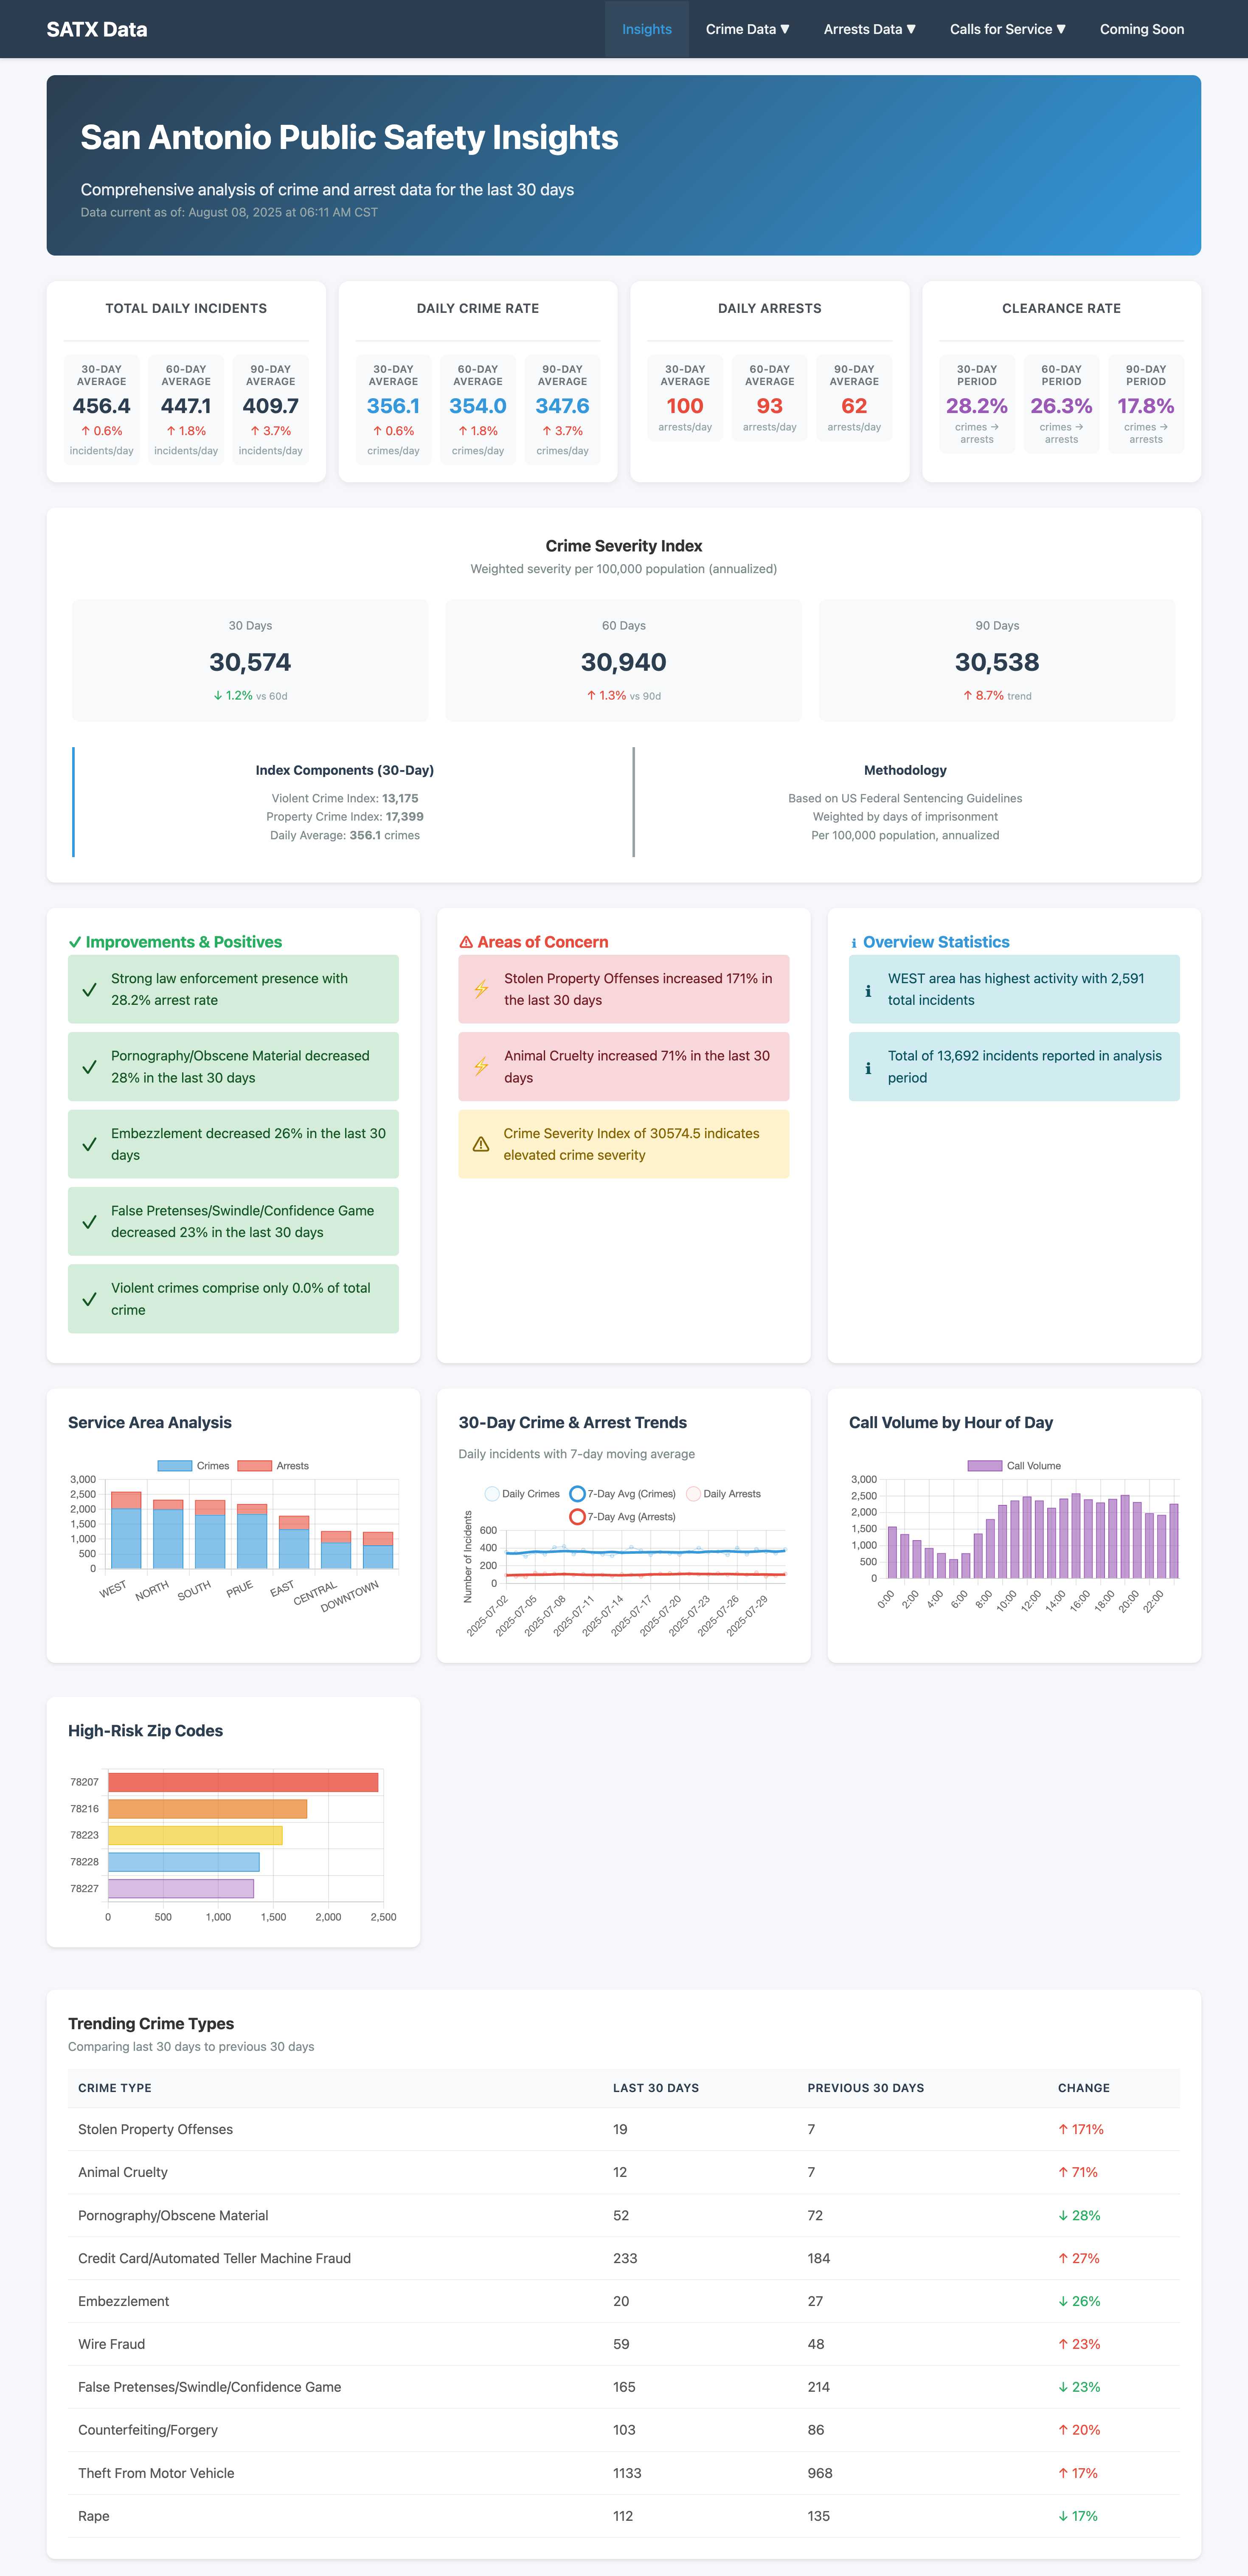 SATX Data
Insights
Crime Data ▼
Arrests Data ▼
Calls for Service ▼
Coming Soon
San Antonio Public Safety Insights
Comprehensive analysis of crime and arrest data for the last 30 days
Data current as of: August 08, 2025 at 06:11 AM CST
TOTAL DAILY INCIDENTS
30-DAY AVERAGE
456.4
↑ 0.6%
incidents/day
60-DAY AVERAGE
447.1
↑ 1.8%
incidents/day
90-DAY AVERAGE
409.7
↑ 3.7%
incidents/day
DAILY CRIME RATE
30-DAY AVERAGE
356.1
↑ 0.6%
crimes/day
60-DAY AVERAGE
354.0
↑ 1.8%
crimes/day
90-DAY AVERAGE
347.6
↑ 3.7%
crimes/day
DAILY ARRESTS
30-DAY AVERAGE
100
arrests/day
60-DAY AVERAGE
93
arrests/day
90-DAY AVERAGE
62
arrests/day
CLEARANCE RATE
30-DAY PERIOD
28.2%
crimes →
arrests
60-DAY PERIOD
26.3%
crimes →
arrests
90-DAY PERIOD
17.8%
crimes →
arrests
Crime Severity Index
Weighted severity per 100,000 population (annualized)
30 Days
30,574
↓ 1.2% vs 60d
60 Days
30,940
↑ 1.3% vs 90d
90 Days
30,538
↑ 8.7% trend
Index Components (30-Day)
Violent Crime Index: 13,175
Property Crime Index: 17,399
Daily Average: 356.1 crimes
Methodology
Based on US Federal Sentencing Guidelines
Weighted by days of imprisonment
Per 100,000 population, annualized
✓ Improvements & Positives
Strong law enforcement presence with
28.2% arrest rate
Pornography/Obscene Material decreased
28% in the last 30 days
Embezzlement decreased 26% in the last 30
days
False Pretenses/Swindle/Confidence Game
decreased 23% in the last 30 days
Violent crimes comprise only 0.0% of total
crime
⚠ Areas of Concern
Stolen Property Offenses increased 171% in
the last 30 days
Animal Cruelty increased 71% in the last 30
days
Crime Severity Index of 30574.5 indicates
elevated crime severity
ℹ Overview Statistics
WEST area has highest activity with 2,591
total incidents
Total of 13,692 incidents reported in analysis
period
Service Area Analysis
Crimes
Arrests
3,000
2,500
2,000
1,500
1,000
500
0
WEST
NORTH
SOUTH
PRUE
EAST
CENTRAL
DOWNTOWN
30-Day Crime & Arrest Trends
Daily incidents with 7-day moving average
Daily Crimes
7-Day Avg (Crimes)
Daily Arrests
7-Day Avg (Arrests)
Number of Incidents
600
400
200
0
2025-07-02
2025-07-05
2025-07-08
2025-07-11
2025-07-14
2025-07-17
2025-07-20
2025-07-23
2025-07-26
2025-07-29
Call Volume by Hour of Day
Call Volume
3,000
2,500
2,000
1,500
1,000
500
0
0:00
2:00
4:00
6:00
8:00
10:00
12:00
14:00
16:00
18:00
20:00
22:00
High-Risk Zip Codes
78207
78216
78223
78228
78227
0
500
1,000
1,500
2,000
2,500
Trending Crime Types
Comparing last 30 days to previous 30 days
CRIME TYPE LAST 30 DAYS PREVIOUS 30 DAYS CHANGE
Stolen Property Offenses 19 7 ↑ 171%
Animal Cruelty 12 7 ↑ 71%
Pornography/Obscene Material 52 72 ↓ 28%
Credit Card/Automated Teller Machine Fraud 233 184 ↑ 27%
Embezzlement 20 27 ↓ 26%
Wire Fraud 59 48 ↑ 23%
False Pretenses/Swindle/Confidence Game 165 214 ↓ 23%
Counterfeiting/Forgery 103 86 ↑ 20%
Theft From Motor Vehicle 1133 968 ↑ 17%
Rape 112 135 ↓ 17%